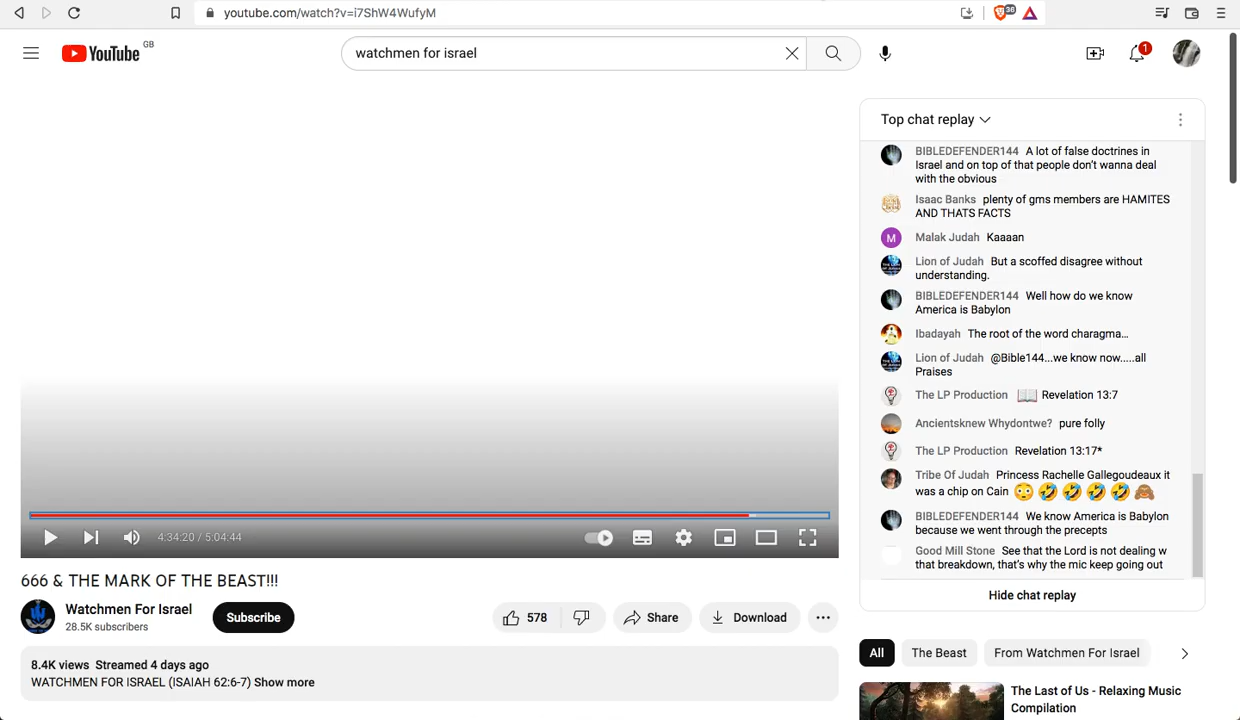 youtube.com/watch?v=i7ShW4WufyM
36
YouTube GB
watchmen for israel
1
Top chat replay
BIBLEDEFENDER144 A lot of false doctrines in
Israel and on top of that people don't wanna deal
with the obvious
Isaac Banks plenty of gms members are HAMITES
AND THATS FACTS
M Malak Judah Kaaaan
Lion of Judah But a scoffed disagree without
understanding.
BIBLEDEFENDER144 Well how do we know
America is Babylon
Ibadayah The root of the word charagma...
Lion of Judah @Bible144...we know now.....all
Praises
The LP Production 📖 Revelation 13:7
Ancientsknew Whydontwe? pure folly
The LP Production Revelation 13:17*
Tribe Of Judah Princess Rachelle Gallegoudeaux it
was a chip on Cain 😳🤣🤣🤣🤣🙈
BIBLEDEFENDER144 We know America is Babylon
because we went through the precepts
Good Mill Stone See that the Lord is not dealing w
that breakdown, that's why the mic keep going out
Hide chat replay
4:34:20 / 5:04:44
666 & THE MARK OF THE BEAST!!!
Watchmen For Israel
28.5K subscribers
Subscribe
578
Share
Download
8.4K views Streamed 4 days ago
WATCHMEN FOR ISRAEL (ISAIAH 62:6-7) Show more
All
The Beast
From Watchmen For Israel
The Last of Us - Relaxing Music
Compilation